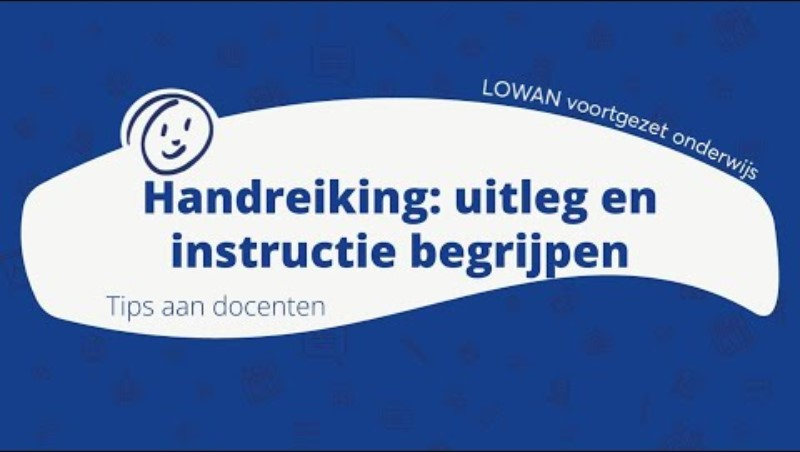 LOWAN voortgezet onderwijs
Handreiking: uitleg en
instructie begrijpen
Tips aan docenten